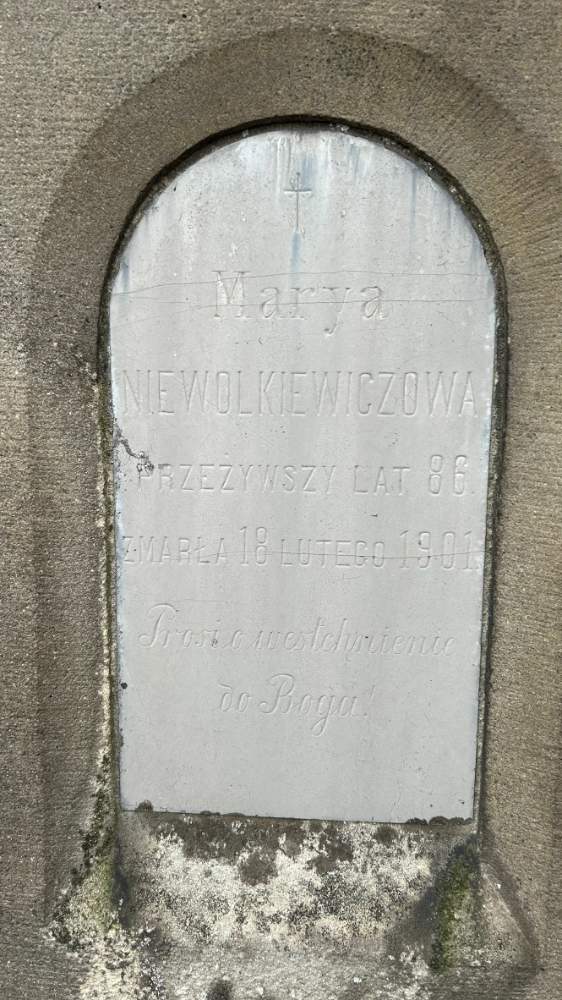 Marya
NIEWOLKIEWICZOWA
PRZEŻYWSZY LAT 86.
ZMARŁA 18 LUTEGO 1901.
Prosi o westchnienie
do Boga!